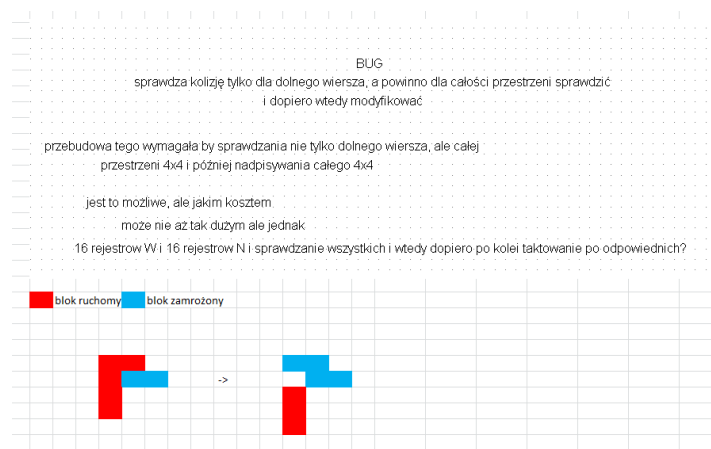 BUG
sprawdza kolizję tylko dla dolnego wiersza, a powinno dla całości przestrzeni sprawdzić
i dopiero wtedy modyfikować
przebudowa tego wymagała by sprawdzania nie tylko dolnego wiersza, ale całej
przestrzeni 4x4 i później nadpisywania całego 4x4
jest to możliwe, ale jakim kosztem
może nie aż tak dużym ale jednak
16 rejestrow W i 16 rejestrow N i sprawdzanie wszystkich i wtedy dopiero po kolei taktowanie po odpowiednich?
blok ruchomy blok zamrożony
->